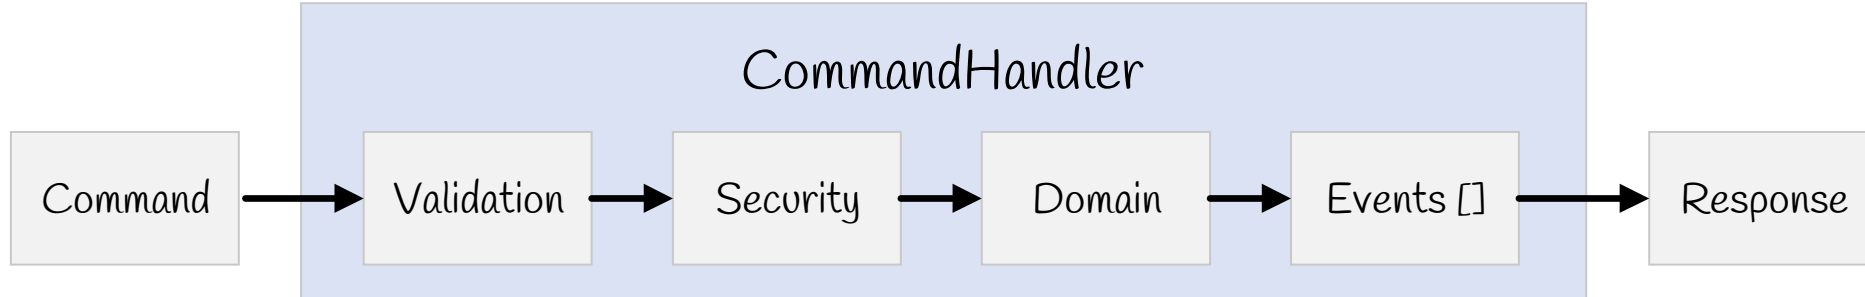 CommandHandler
Command
Validation
Security
Domain
Events []
Response